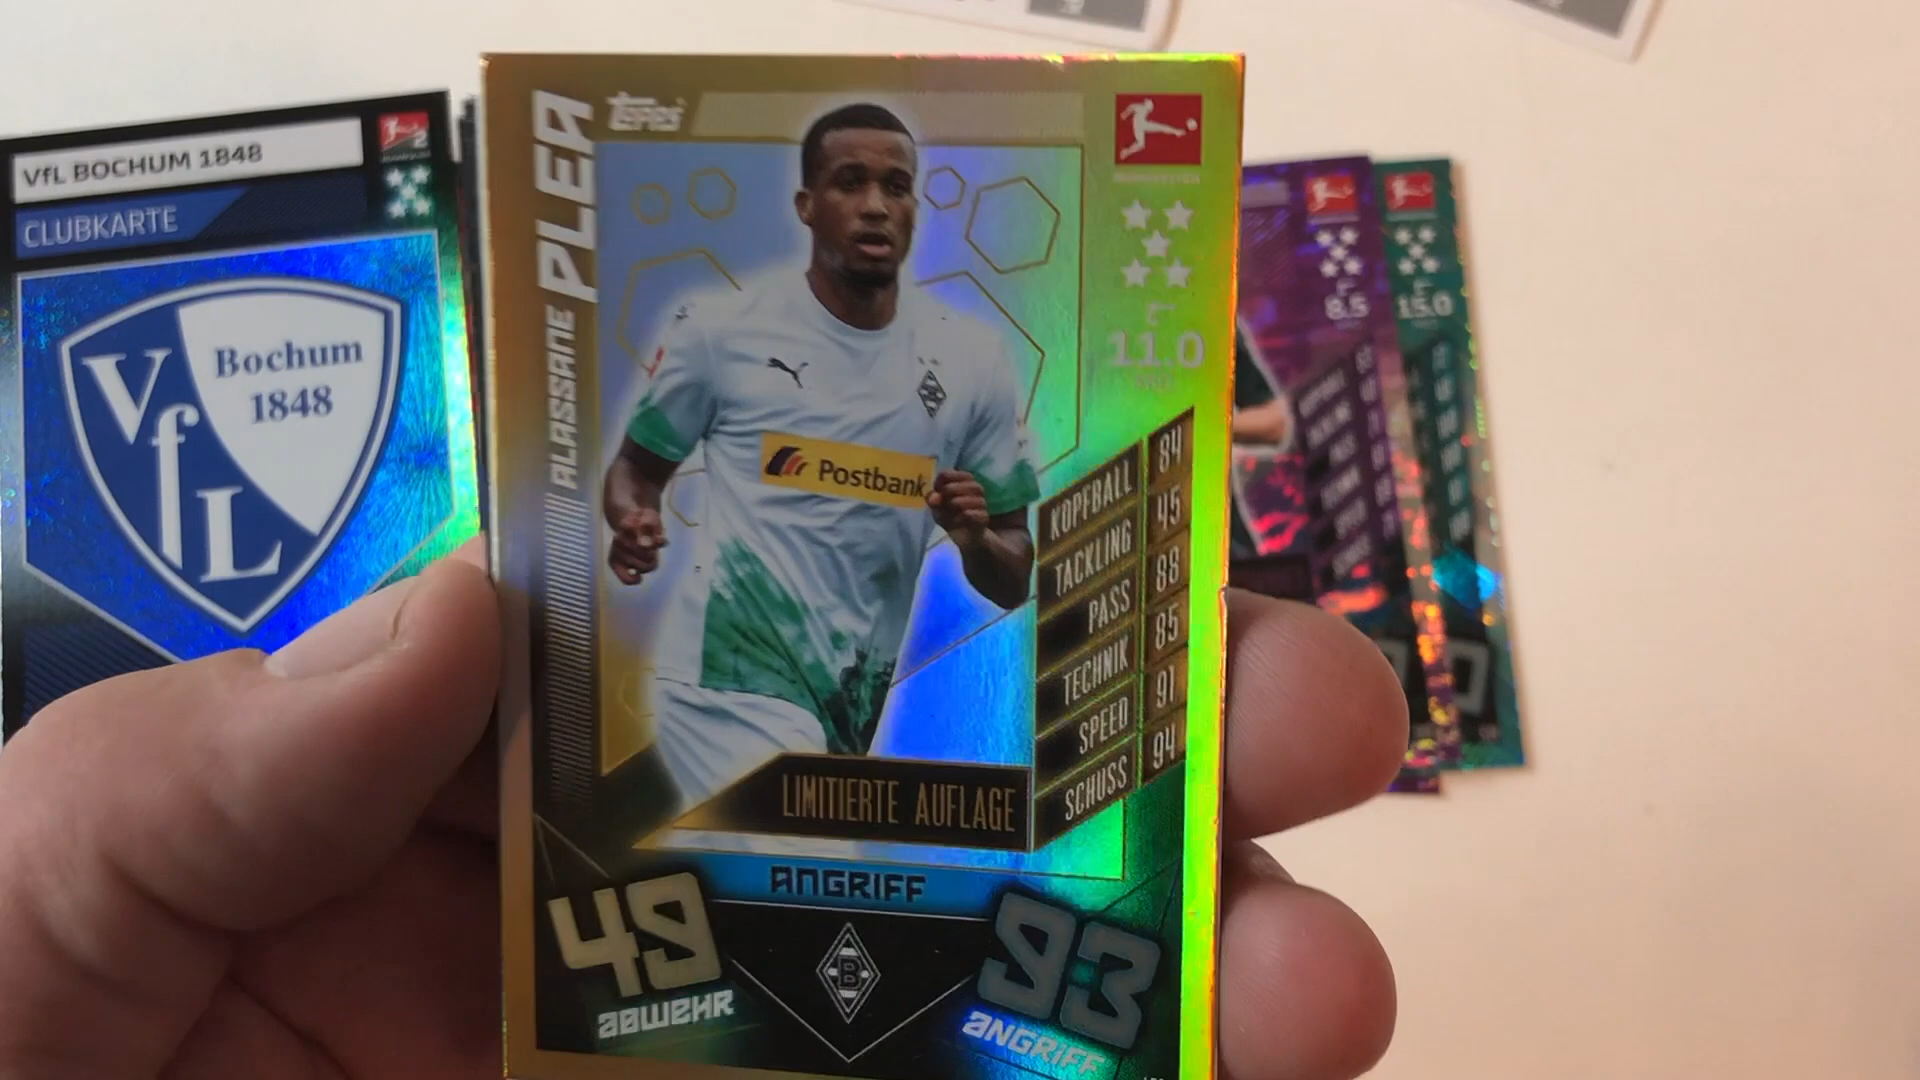 VfL BOCHUM 1848
2
CLUBKARTE
VfL
Bochum
1848
Topps
ALASSANE PLEA
11.0
KOPFBALL 84
TACKLING 45
PASS 88
TECHNIK 85
SPEED 91
SCHUSS 94
Postbank
LIMITIERTE AUFLAGE
ANGRIFF
49
ABWEHR
B
93
ANGRIFF
8.5
15.0